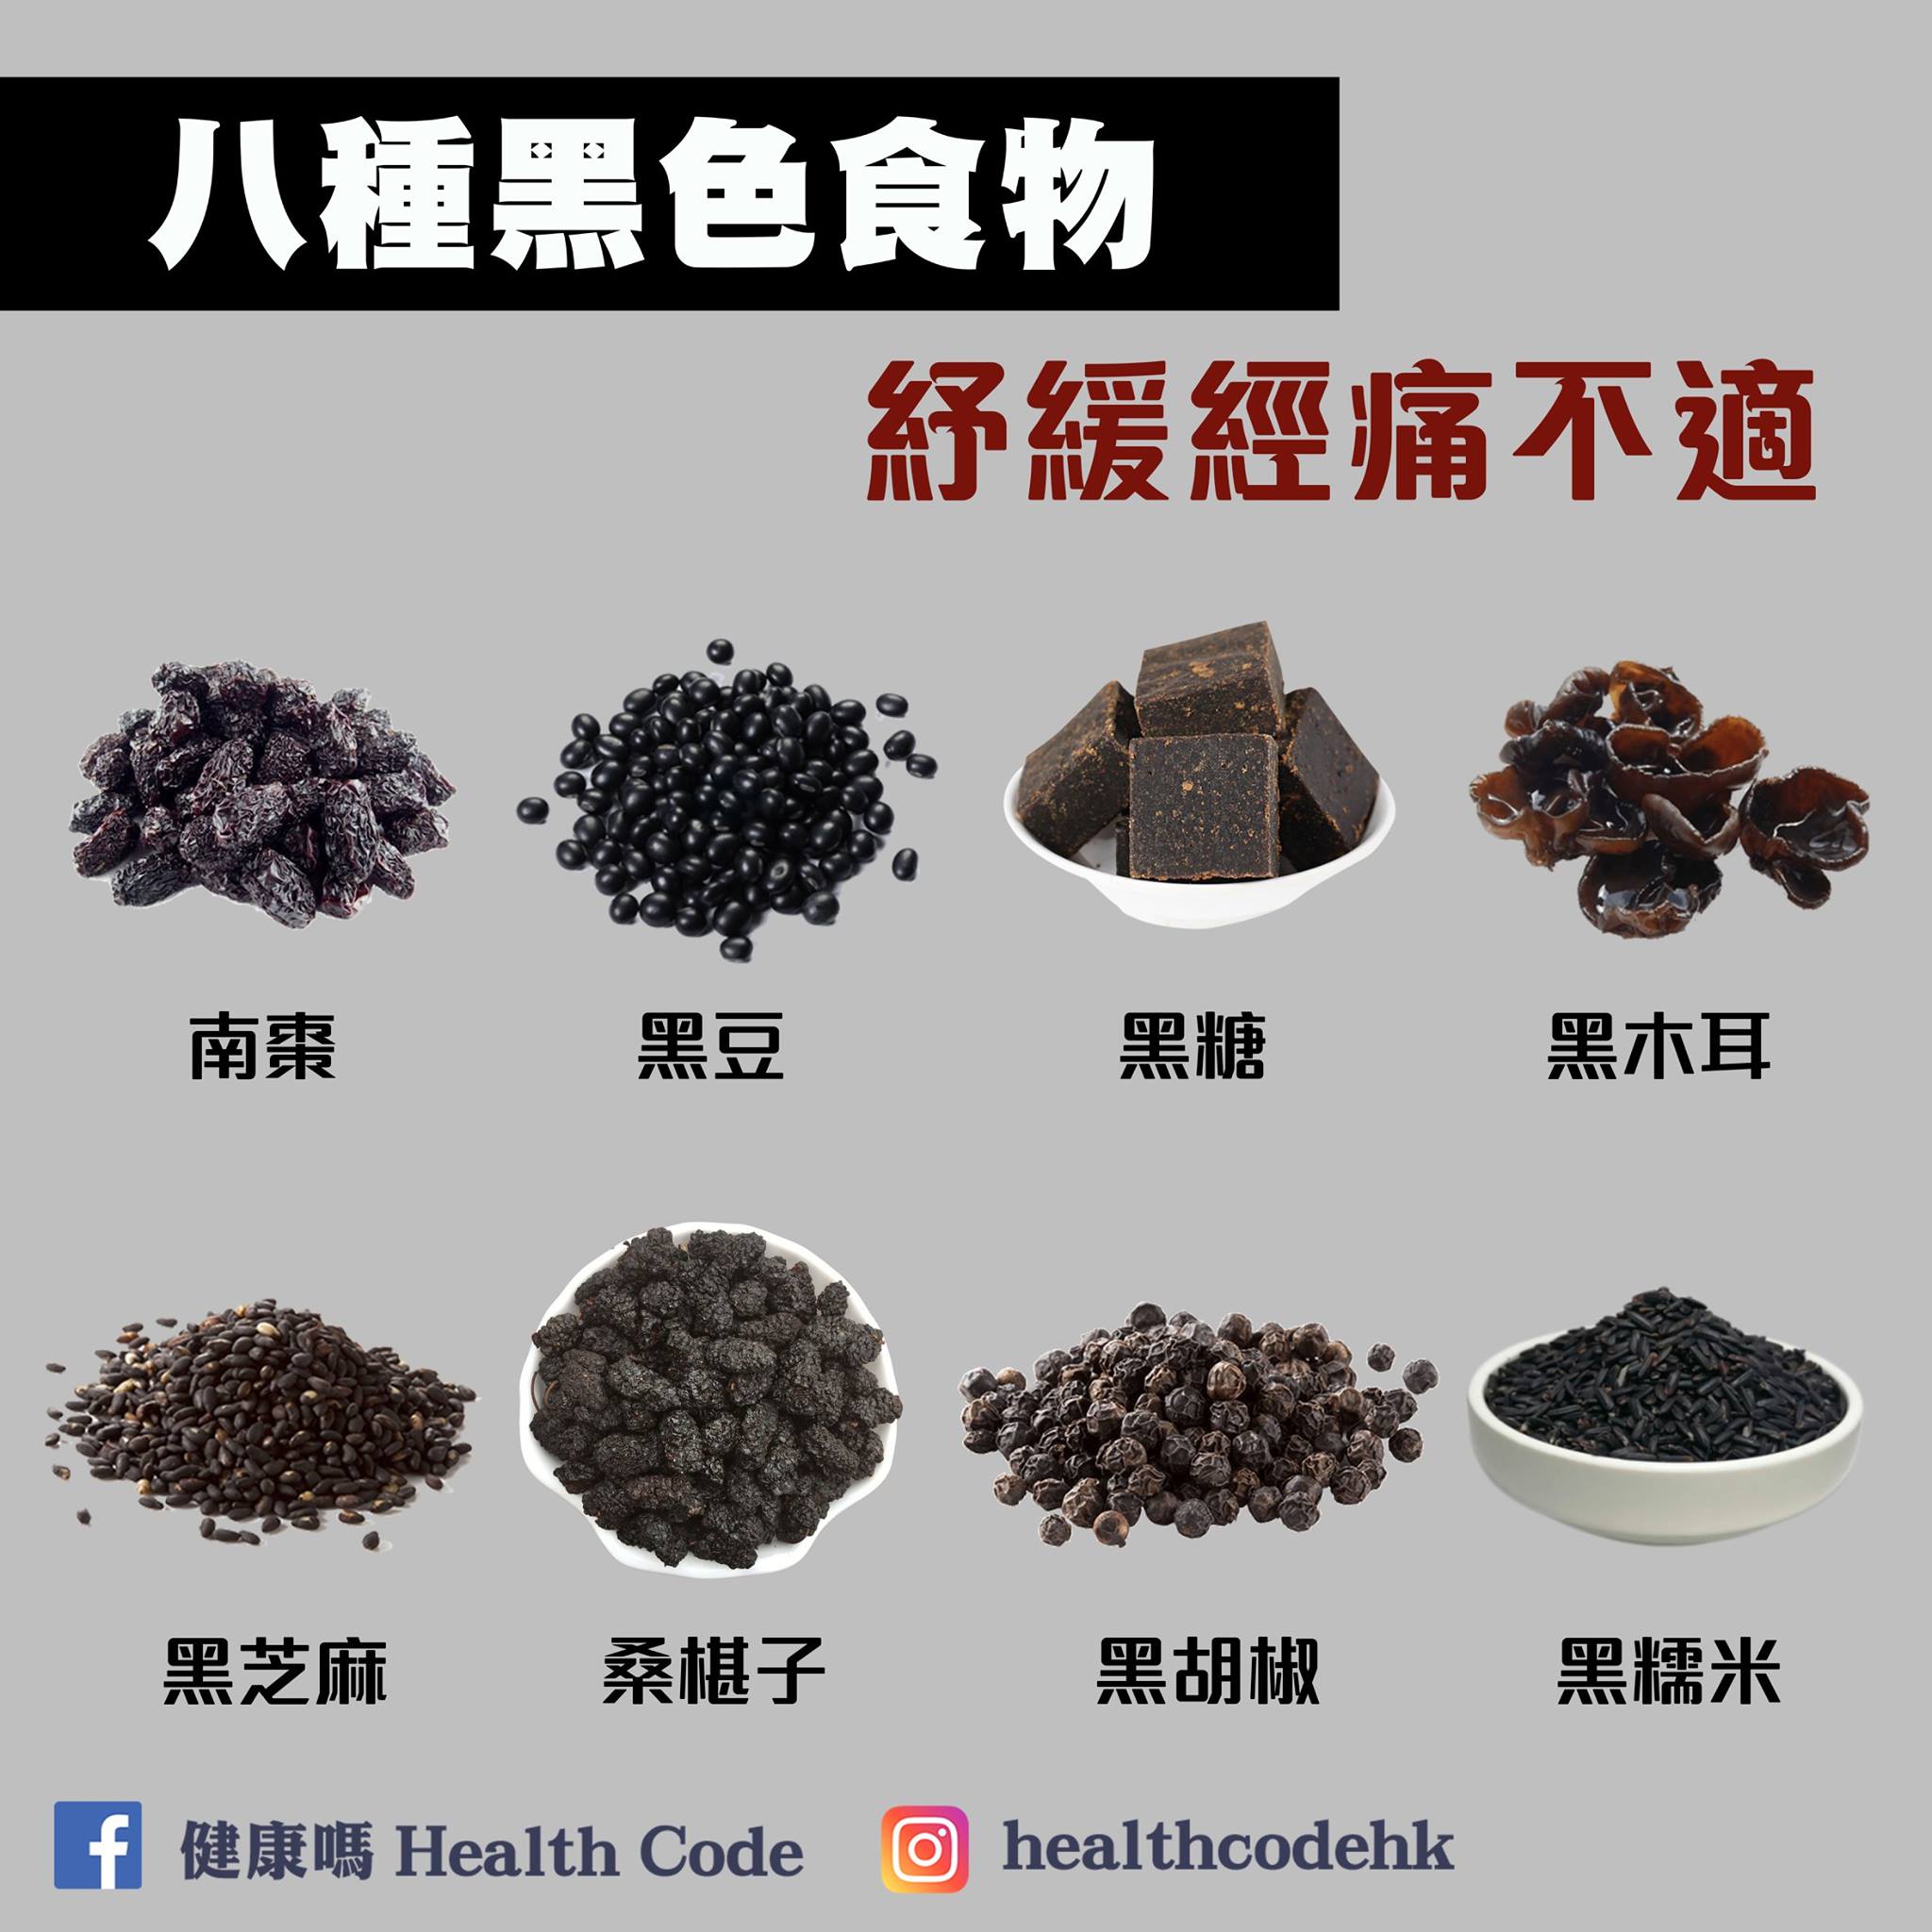 八種黑色食物
紓緩經痛不適
南棗
黑豆
黑糖
黑木耳
黑芝麻
桑椹子
黑胡椒
黑糯米
健康嗎 Health Code
healthcodehk